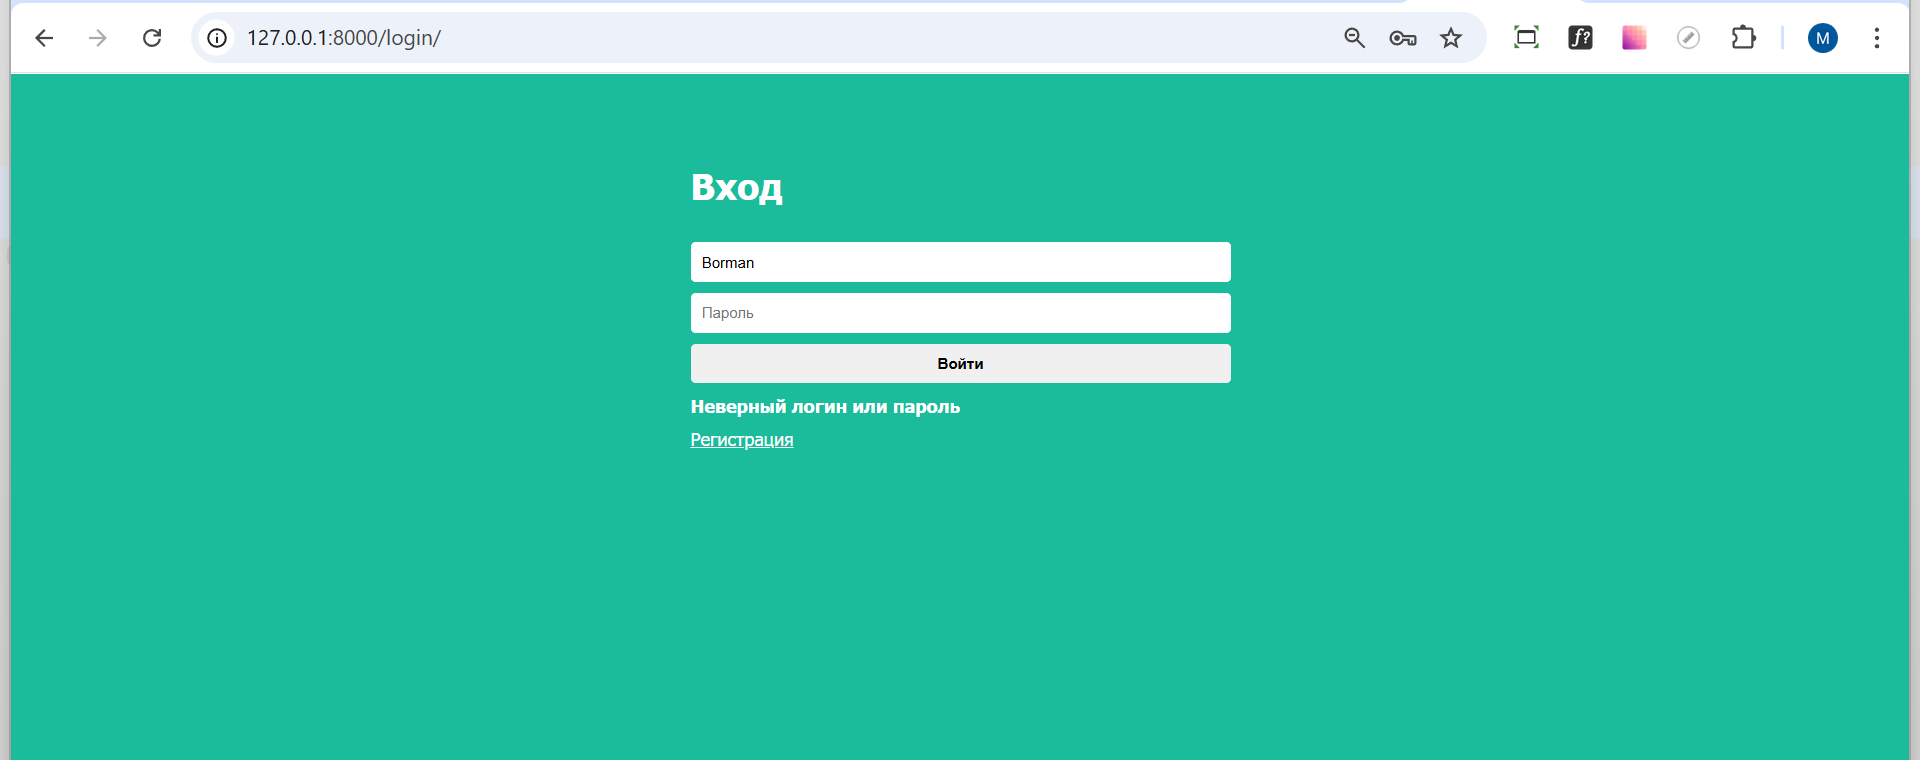 127.0.0.1:8000/login/
f?
M
Вход
Borman
Пароль
Войти
Неверный логин или пароль
Регистрация